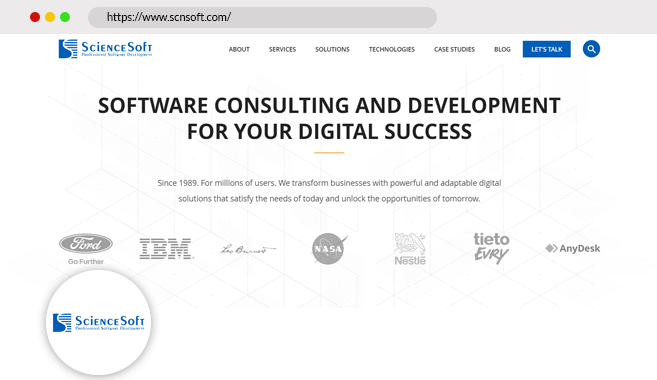 https://www.scnsoft.com/
ScienceSoft
Professional Software Development
ABOUT SERVICES SOLUTIONS TECHNOLOGIES CASE STUDIES BLOG LET'S TALK
SOFTWARE CONSULTING AND DEVELOPMENT
FOR YOUR DIGITAL SUCCESS
Since 1989. For millions of users. We transform businesses with powerful and adaptable digital
solutions that satisfy the needs of today and unlock the opportunities of tomorrow.
Ford
Go Further
IBM
Leo Burnett
NASA
Nestlé
tieto
EVRY
AnyDesk
ScienceSoft
Professional Software Development